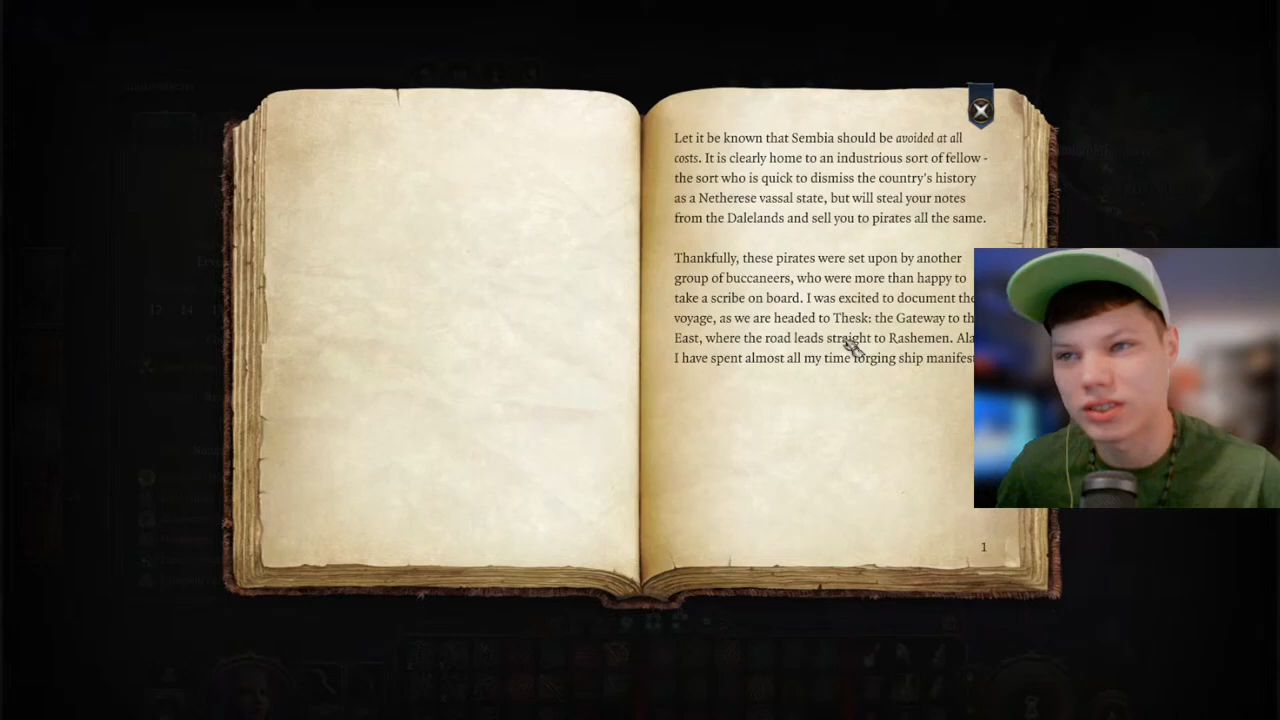 Let it be known that Sembia should be avoided at all
costs. It is clearly home to an industrious sort of fellow -
the sort who is quick to dismiss the country's history
as a Netherese vassal state, but will steal your notes
from the Dalelands and sell you to pirates all the same.
Thankfully, these pirates were set upon by another
group of buccaneers, who were more than happy to
take a scribe on board. I was excited to document the
voyage, as we are headed to Thesk: the Gateway to
East, where the road leads straight to Rashemen.
I have spent almost all my time forging ship
1